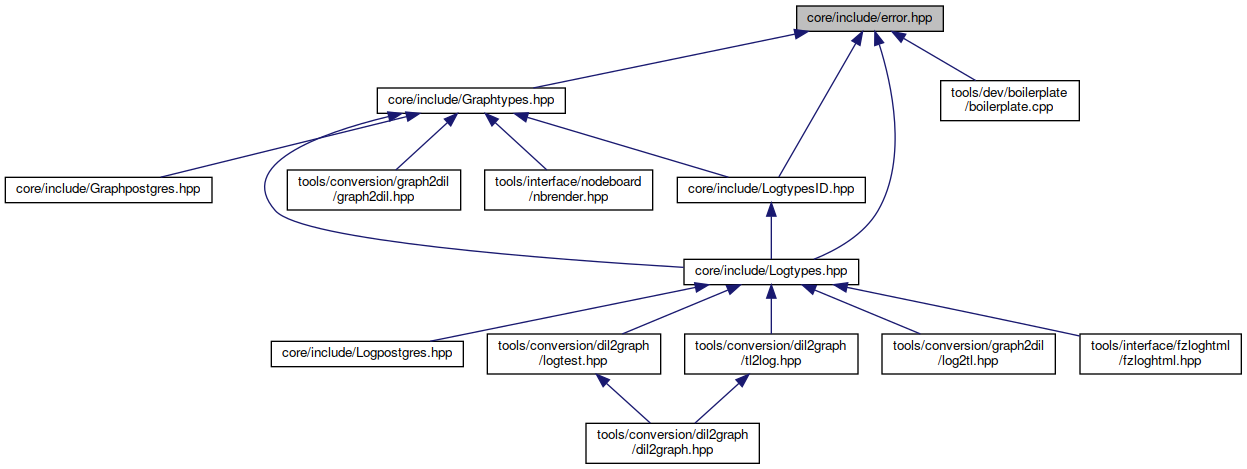 core/include/error.hpp
core/include/Graphtypes.hpp
tools/dev/boilerplate
/boilerplate.cpp
core/include/Graphpostgres.hpp
tools/conversion/graph2dil
/graph2dil.hpp
tools/interface/nodeboard
/nbrender.hpp
core/include/LogtypesID.hpp
core/include/Logtypes.hpp
core/include/Logpostgres.hpp
tools/conversion/dil2graph
/logtest.hpp
tools/conversion/dil2graph
/tl2log.hpp
tools/conversion/graph2dil
/log2tl.hpp
tools/interface/fzloghtml
/fzloghtml.hpp
tools/conversion/dil2graph
/dil2graph.hpp